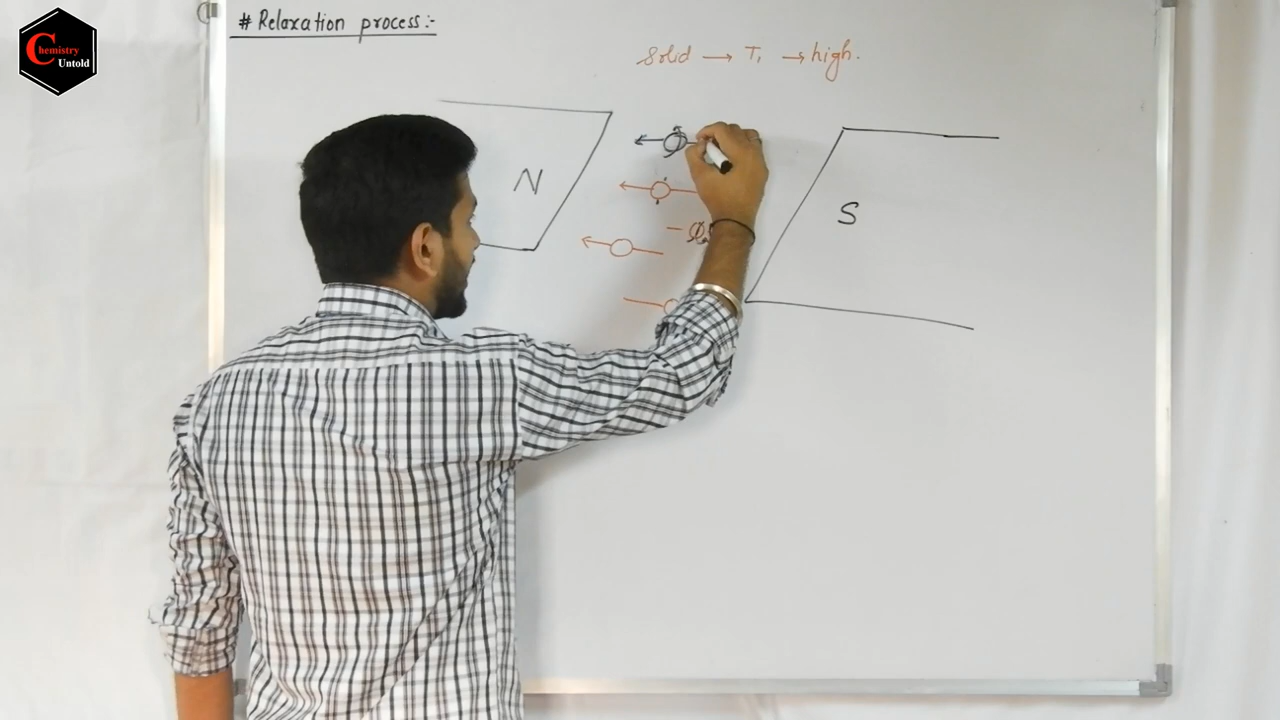 Chemistry
Untold
# Relaxation process:-
Solid → T₁ → high.
N
S